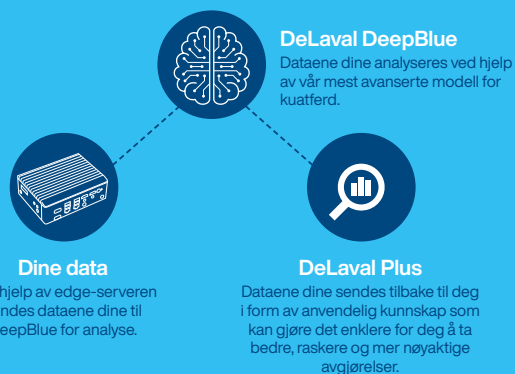 DeLaval DeepBlue
Dataene dine analyseres ved hjelp
av vår mest avanserte modell for
kuatferd.
Dine data
hjelp av edge-serveren
dataene dine til
for analyse.
DeLaval Plus
Dataene dine sendes tilbake til deg
i form av anvendelig kunnskap som
kan gjøre det enklere for deg å ta
bedre, raskere og mer nøyaktige
avgjørelser.